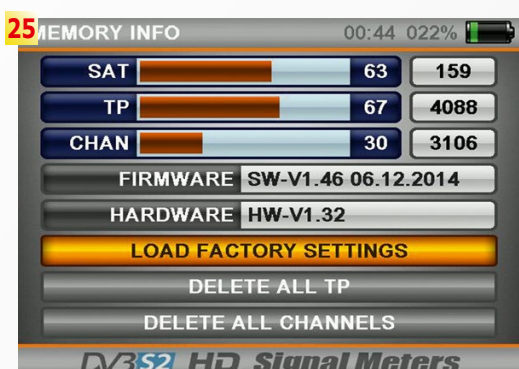 25
MEMORY INFO 00:44 022%
SAT 63 159
TP 67 4088
CHAN 30 3106
FIRMWARE SW-V1.46 06.12.2014
HARDWARE HW-V1.32
LOAD FACTORY SETTINGS
DELETE ALL TP
DELETE ALL CHANNELS
DVBS2 HD Signal Meters